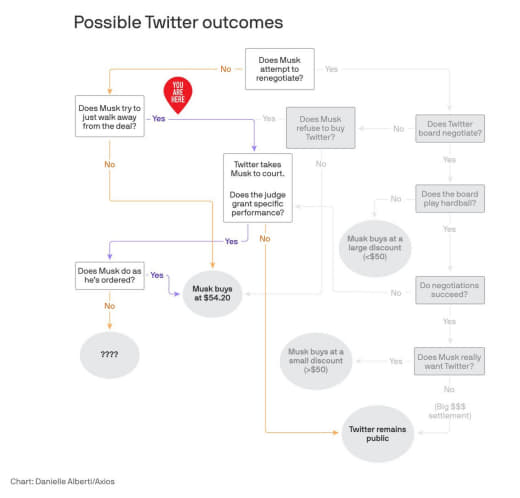 Possible Twitter outcomes
Does Musk
attempt to
renegotiate?
No
Yes
YOU
ARE
HERE
Does Musk try to
just walk away
from the deal?
Yes
Yes
Does Musk
refuse to buy
Twitter?
No
Does Twitter
board negotiate?
No
No
Yes
Twitter takes
Musk to court.
Does the judge
grant specific
performance?
No
Does the board
play hardball?
Yes
No
Yes
Musk buys at a
large discount
(<$50)
Does Musk do as
he's ordered?
Yes
Musk buys
at $54.20
No
Do negotiations
succeed?
No
Yes
????
Musk buys at a
small discount
(>$50)
Yes
Does Musk really
want Twitter?
No
(Big $$$
settlement)
Twitter remains
public
Chart: Danielle Alberti/Axios